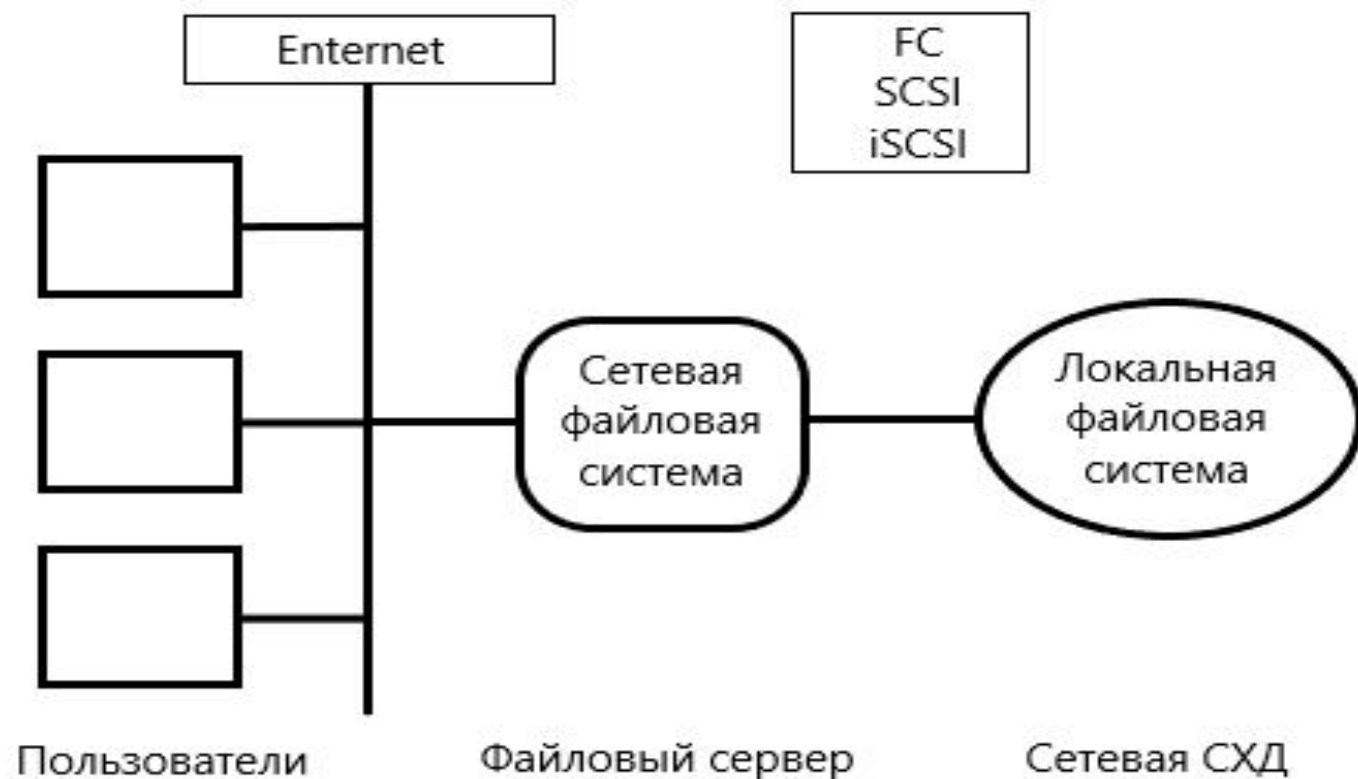 Enternet
FC
SCSI
iSCSI
Сетевая
файловая
система
Локальная
файловая
система
Пользователи
Файловый сервер
Сетевая СХД